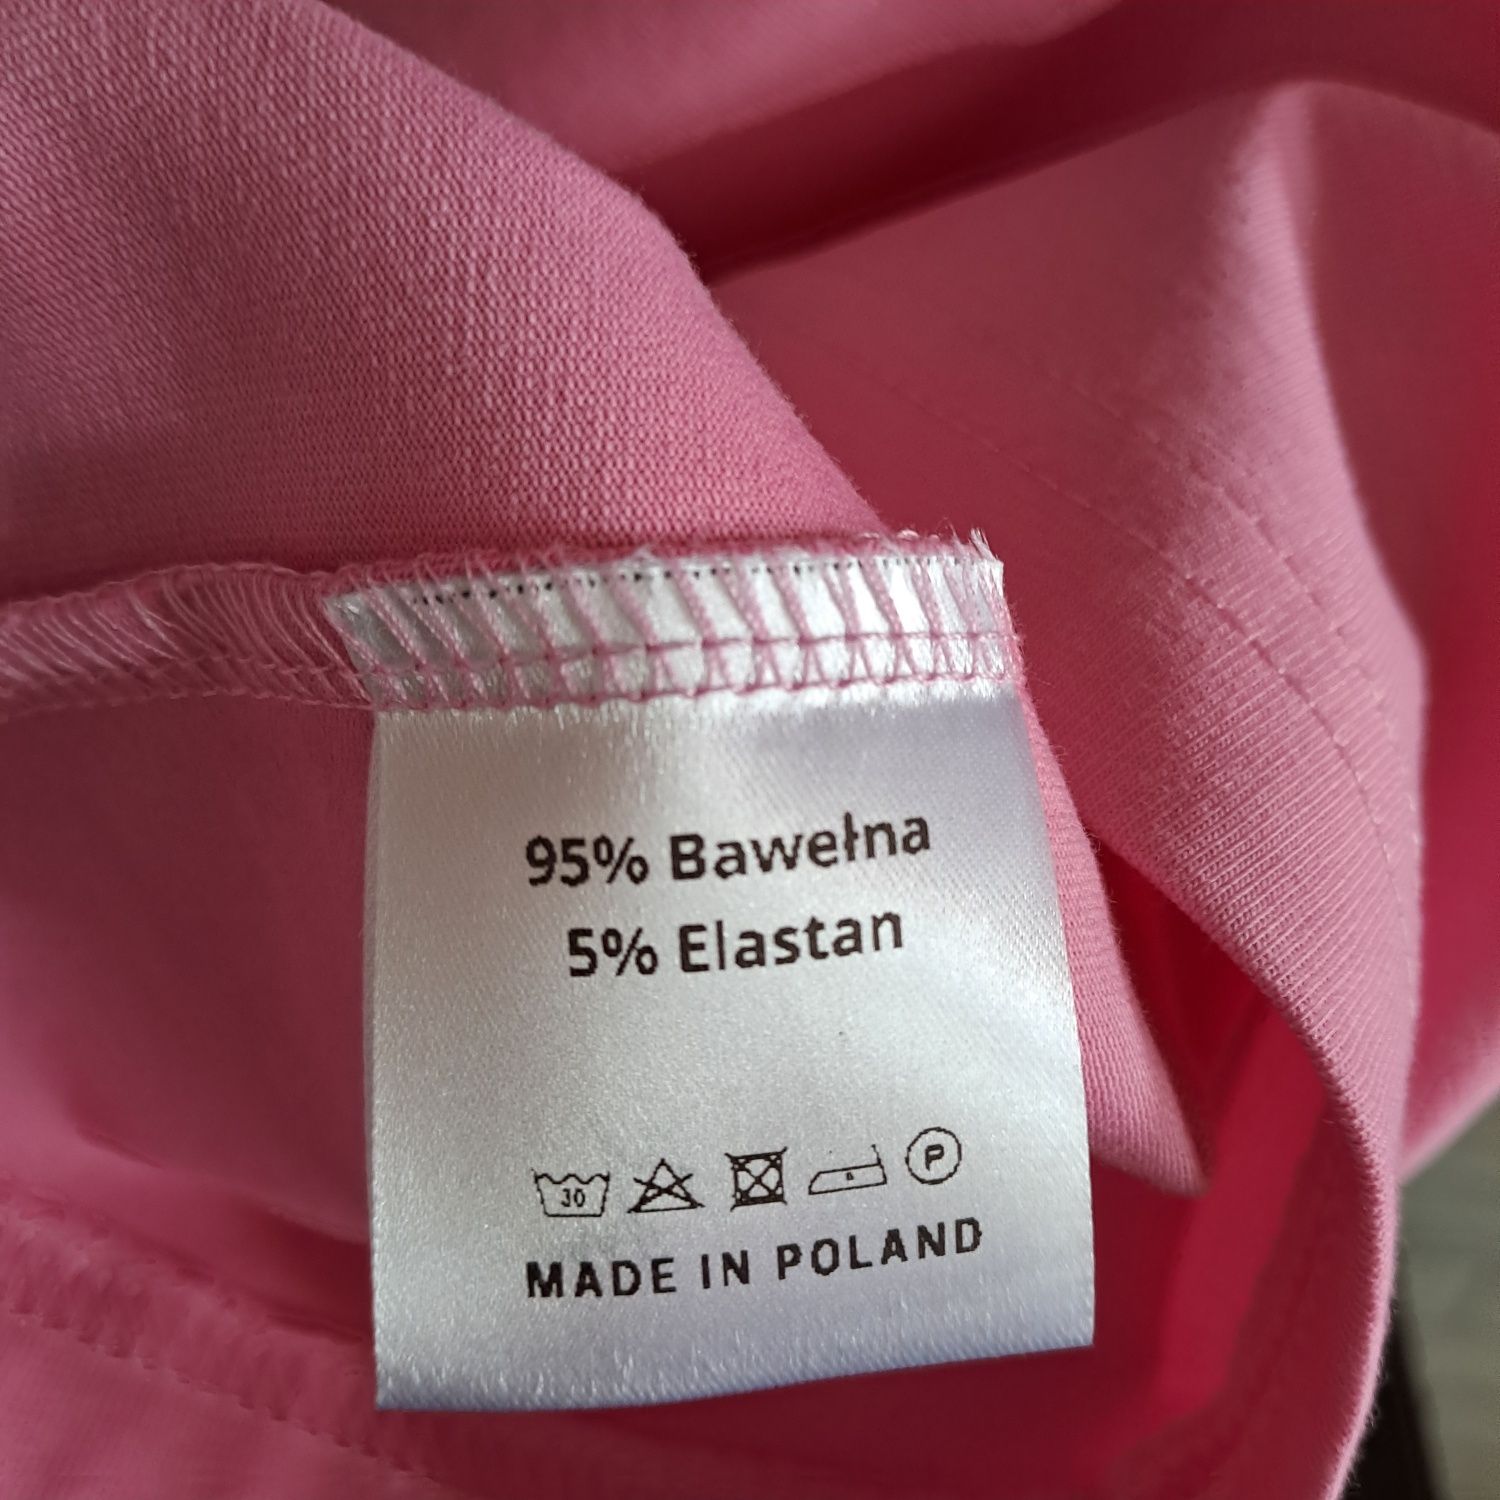 95% Bawełna
5% Elastan
30 P
MADE IN POLAND